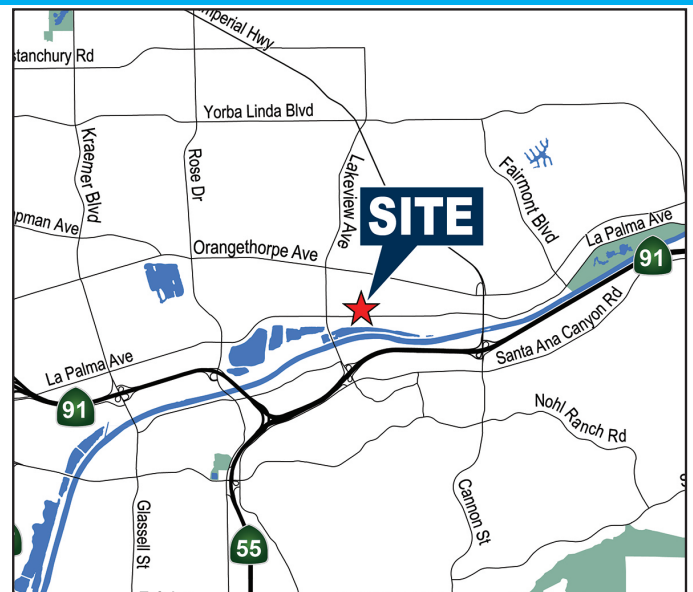 Imperial Hwy
stanchury Rd
Yorba Linda Blvd
Kraemer Blvd
Rose Dr
Lakeview Ave
Fairmont Blvd
SITE
pman Ave
Orangethorpe Ave
La Palma Ave
91
Santa Ana Canyon Rd
La Palma Ave
91
Nohl Ranch Rd
Cannon St
Glassell St
55